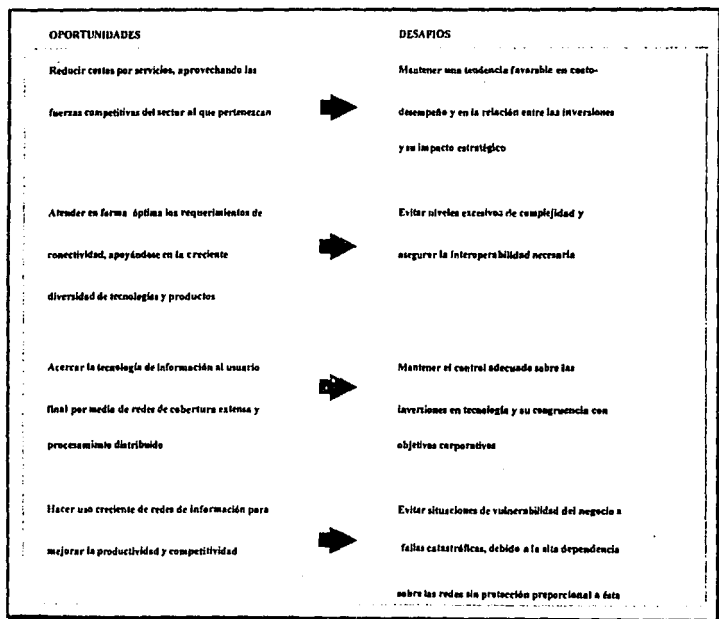 OPORTUNIDADES
Reducir costos por servicios, aprovechando las
fuerzas competitivas del sector al que pertenezcan
Atender en forma óptima los requerimientos de
conectividad, apoyándose en la creciente
diversidad de tecnologías y productos
Acercar la tecnología de información al usuario
final por medio de redes de cobertura extensa y
procesamiento distribuido
Hacer uso creciente de redes de información para
mejorar la productividad y competitividad
DESAFIOS
Mantener una tendencia favorable en costo-
desempeño y en la relación entre las inversiones
y su impacto estratégico
Evitar niveles excesivos de complejidad y
asegurar la interoperabilidad necesaria
Mantener el control adecuado sobre las
inversiones en tecnología y su congruencia con
objetivos corporativos
Evitar situaciones de vulnerabilidad del negocio a
fallas catastróficas, debido a la alta dependencia
sobre las redes sin protección proporcional a ésta